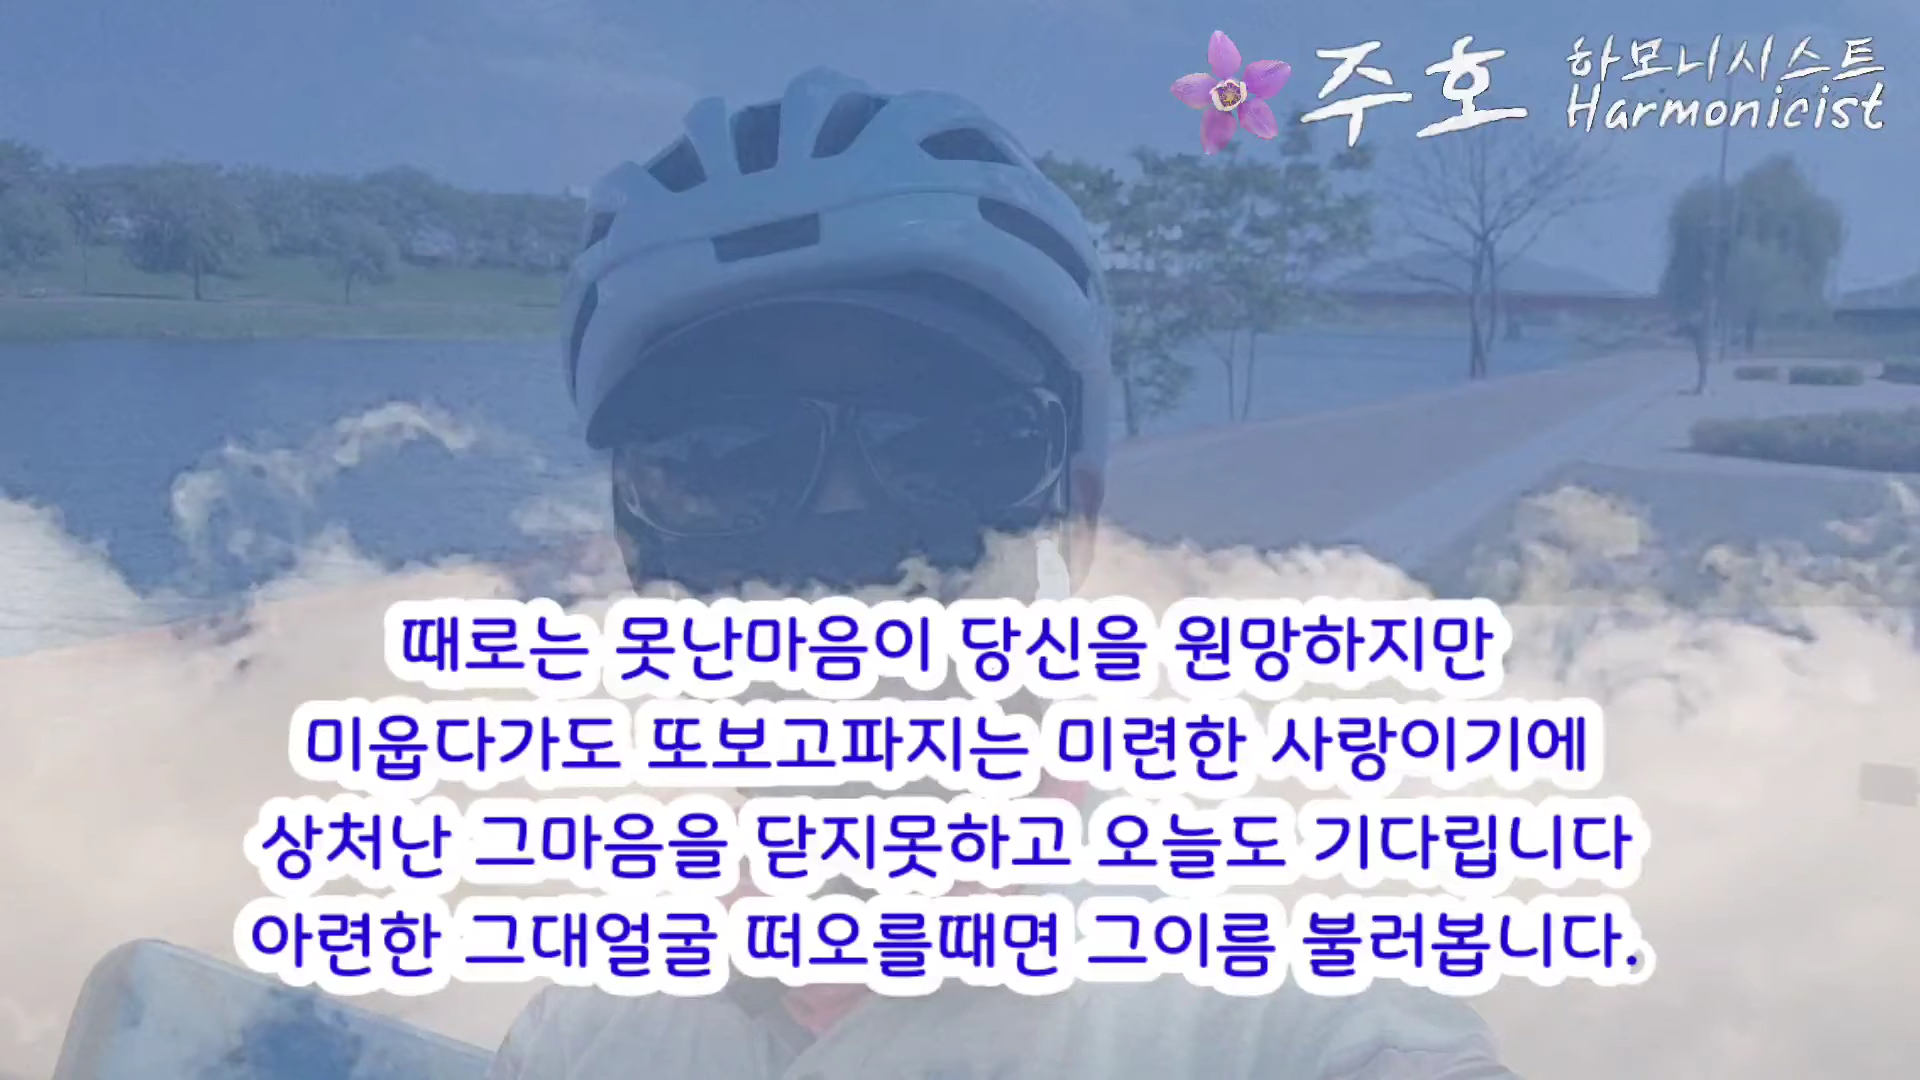 주호
하모니시스트
Harmonicist
때로는 못난마음이 당신을 원망하지만
미웁다가도 또보고파지는 미련한 사랑이기에
상처난 그마음을 닫지못하고 오늘도 기다립니다
아련한 그대얼굴 떠오를때면 그이름 불러봅니다.